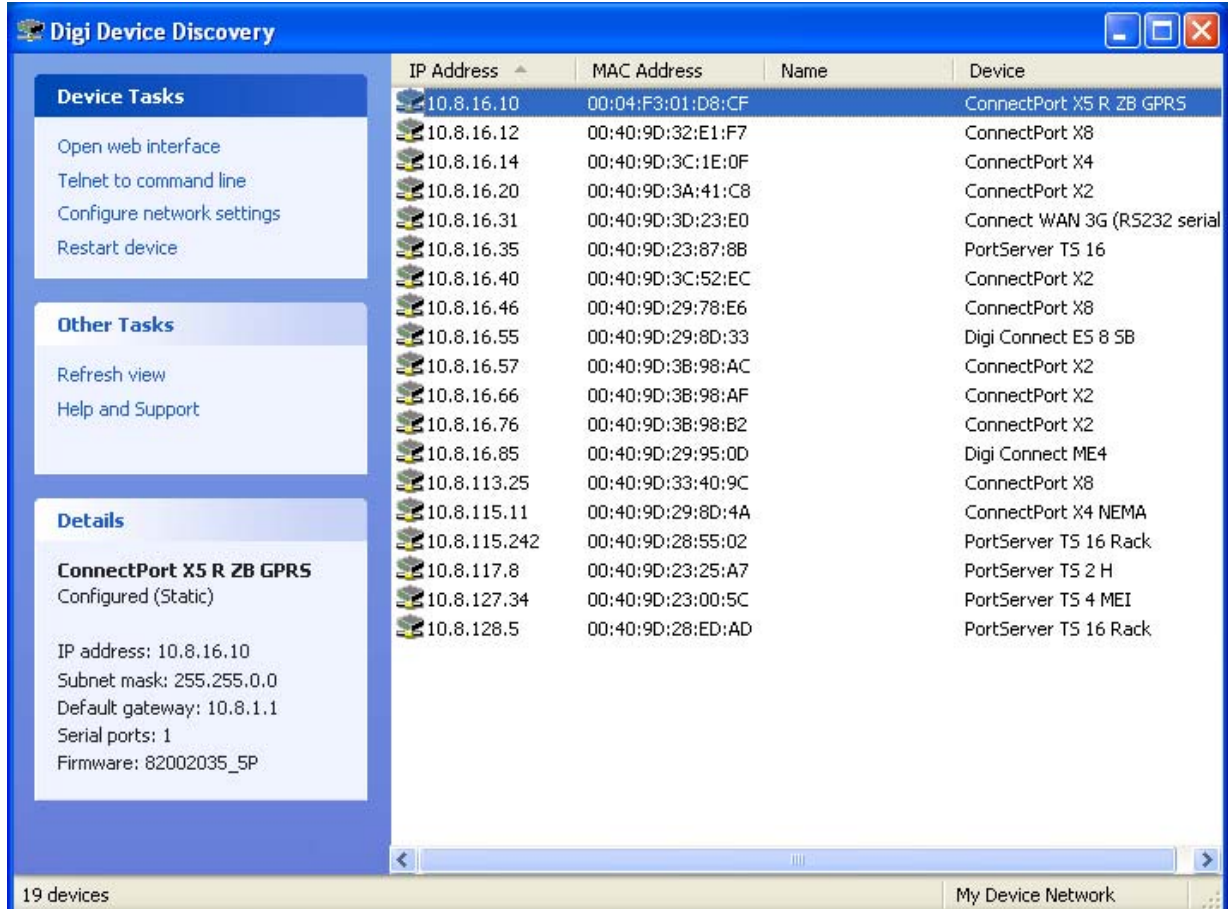 Digi Device Discovery
Device Tasks
Open web interface
Telnet to command line
Configure network settings
Restart device
Other Tasks
Refresh view
Help and Support
Details
ConnectPort X5 R ZB GPRS
Configured (Static)
IP address: 10.8.16.10
Subnet mask: 255.255.0.0
Default gateway: 10.8.1.1
Serial ports: 1
Firmware: 82002035_5P
IP Address MAC Address Name Device
10.8.16.10 00:04:F3:01:D8:CF ConnectPort X5 R ZB GPRS
10.8.16.12 00:40:9D:32:E1:F7 ConnectPort X8
10.8.16.14 00:40:9D:3C:1E:0F ConnectPort X4
10.8.16.20 00:40:9D:3A:41:C8 ConnectPort X2
10.8.16.31 00:40:9D:3D:23:E0 Connect WAN 3G (RS232 serial
10.8.16.35 00:40:9D:23:87:8B PortServer TS 16
10.8.16.40 00:40:9D:3C:52:EC ConnectPort X2
10.8.16.46 00:40:9D:29:78:E6 ConnectPort X8
10.8.16.55 00:40:9D:29:8D:33 Digi Connect ES 8 SB
10.8.16.57 00:40:9D:3B:98:AC ConnectPort X2
10.8.16.66 00:40:9D:3B:98:AF ConnectPort X2
10.8.16.76 00:40:9D:3B:98:B2 ConnectPort X2
10.8.16.85 00:40:9D:29:95:0D Digi Connect ME4
10.8.113.25 00:40:9D:33:40:9C ConnectPort X8
10.8.115.11 00:40:9D:29:8D:4A ConnectPort X4 NEMA
10.8.115.242 00:40:9D:28:55:02 PortServer TS 16 Rack
10.8.117.8 00:40:9D:23:25:A7 PortServer TS 2 H
10.8.127.34 00:40:9D:23:00:5C PortServer TS 4 MEI
10.8.128.5 00:40:9D:28:ED:AD PortServer TS 16 Rack
19 devices My Device Network